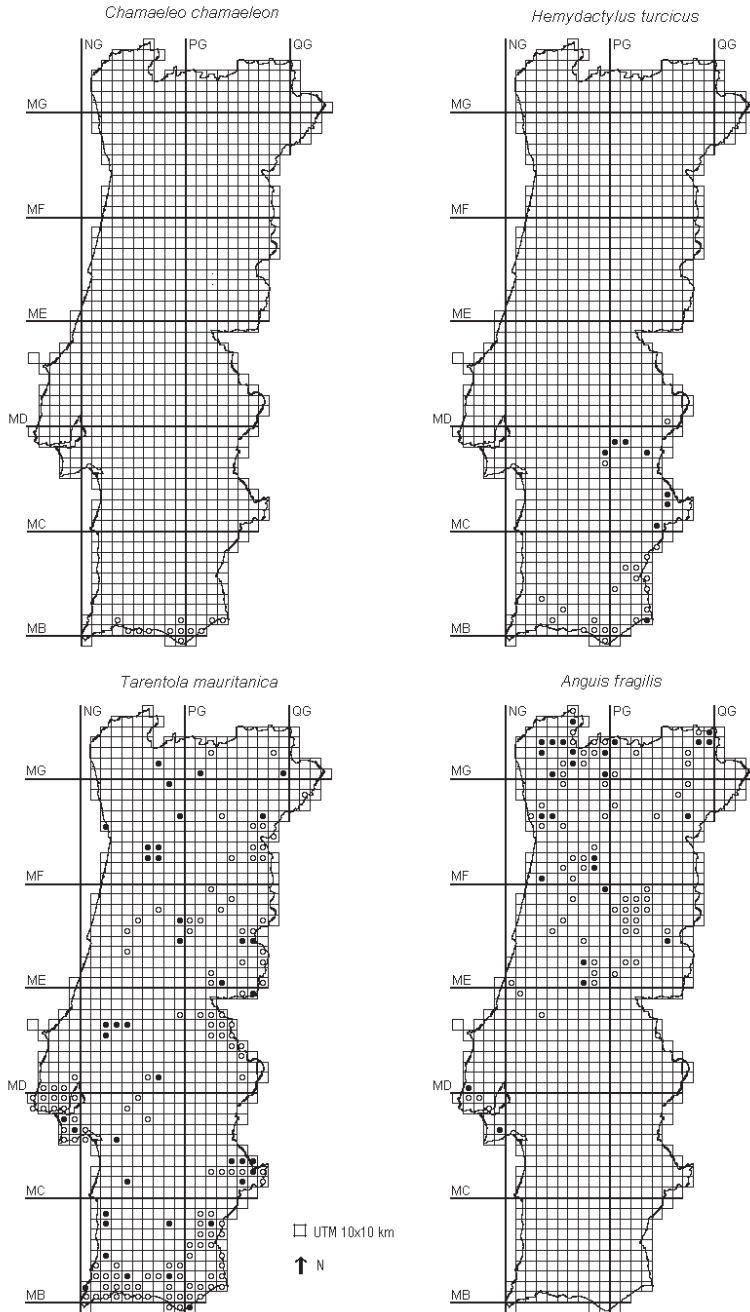 Chamaeleo chamaeleon
NG PG QG
MG
MF
ME
MD
MC
MB
Hemydactylus turcicus
NG PG QG
MG
MF
ME
MD
MC
MB
Tarentola mauritanica
NG PG QG
MG
MF
ME
MD
MC
MB
Anguis fragilis
NG PG QG
MG
MF
ME
MD
MC
MB
UTM 10x10 km
N